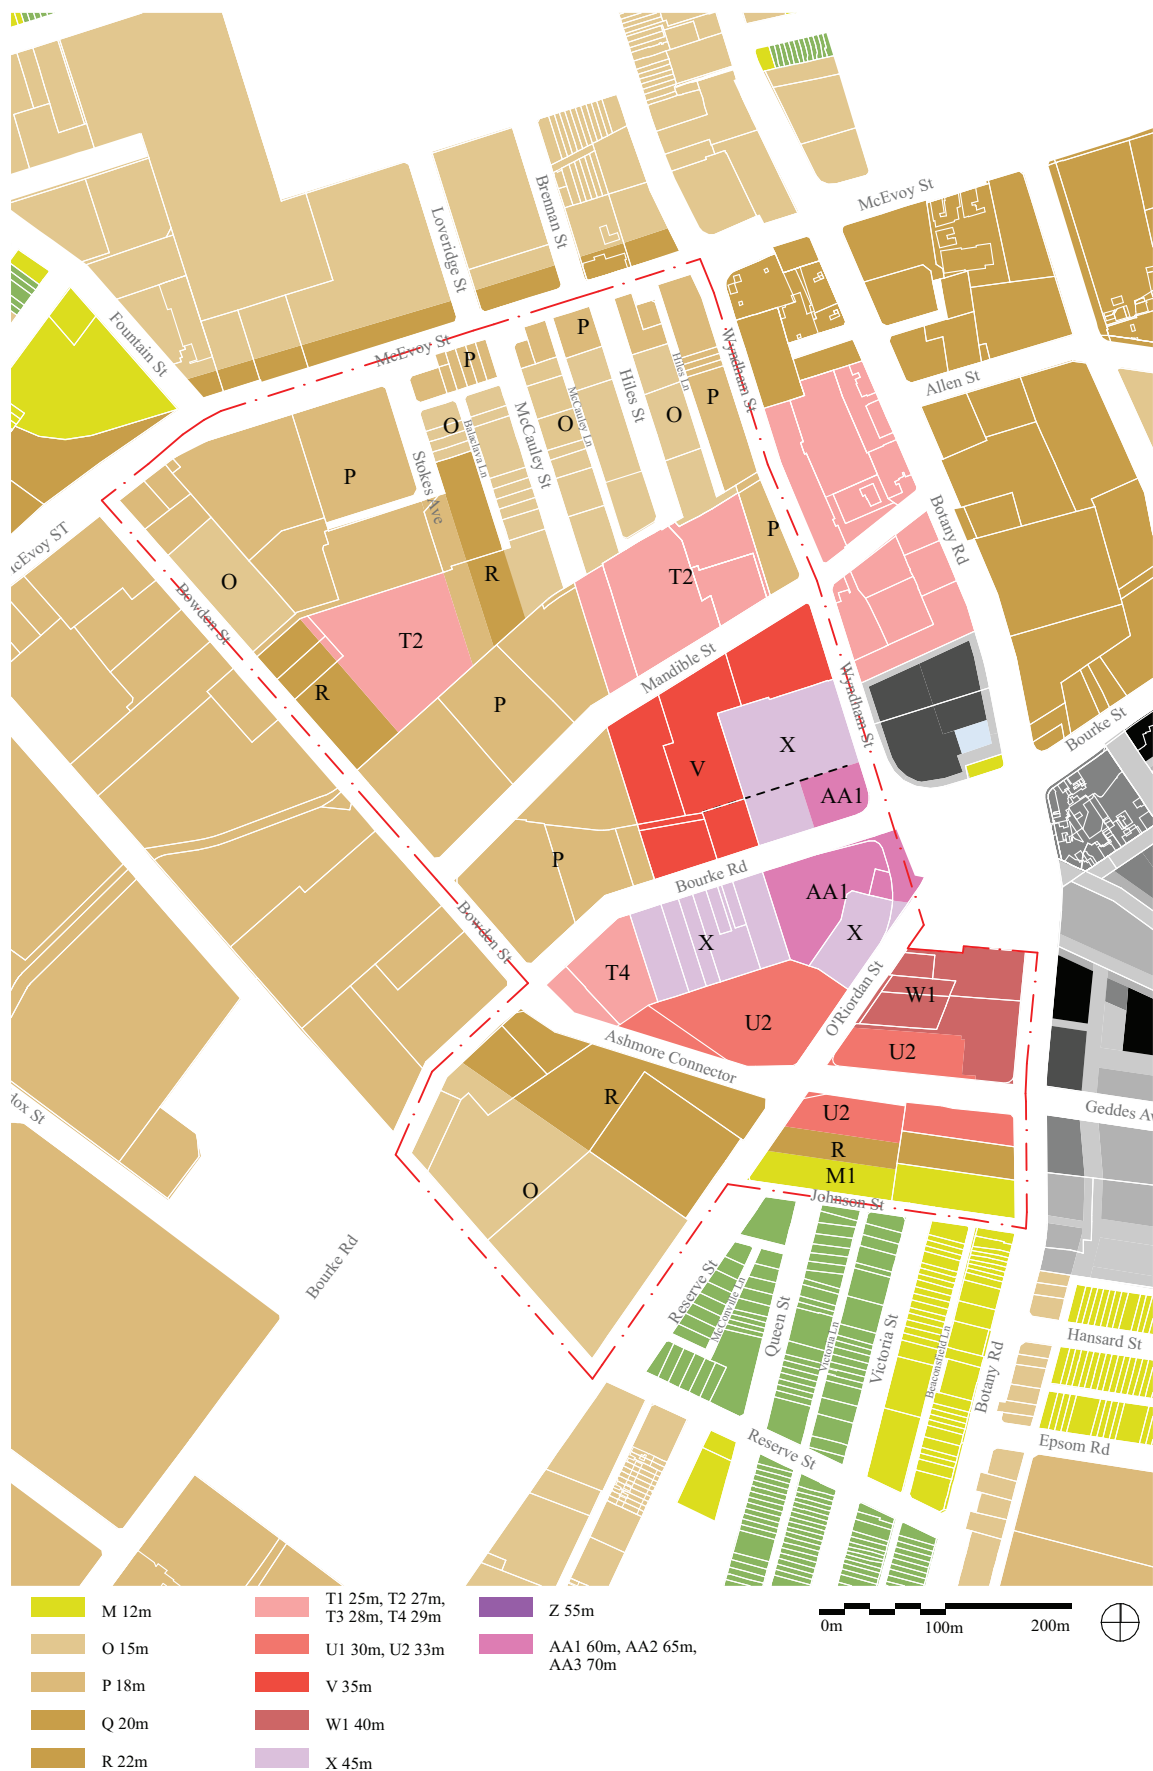 McEvoy St
Brennan St
Loveridge St
Fountain St
McEvoy St
P
P
Wyndham St
Hiles Ln
Hiles St
Allen St
P
O
McCauley Ln
O
O
Balaclava Ln
McCauley St
P
Stokes Ave
Botany Rd
P
McEvoy ST
O
R
T2
Bowden St
T2
Mandible St
R
P
Wyndham St
Bourke St
X
V
AA1
P
Bourke Rd
AA1
Bowden St
X
X
T4
O'Riordan St
W1
U2
Ashmore Connector
U2
R
U2
Geddes Av
R
M1
O
Johnson St
dox St
Bourke Rd
Reserve St
McConville Ln
Queen St
Victoria Ln
Victoria St
Beaconsfield Ln
Botany Rd
Hansard St
Reserve St
Epsom Rd
M 12m
O 15m
P 18m
Q 20m
R 22m
T1 25m, T2 27m,
T3 28m, T4 29m
U1 30m, U2 33m
V 35m
W1 40m
X 45m
Z 55m
AA1 60m, AA2 65m,
AA3 70m
0m
100m
200m